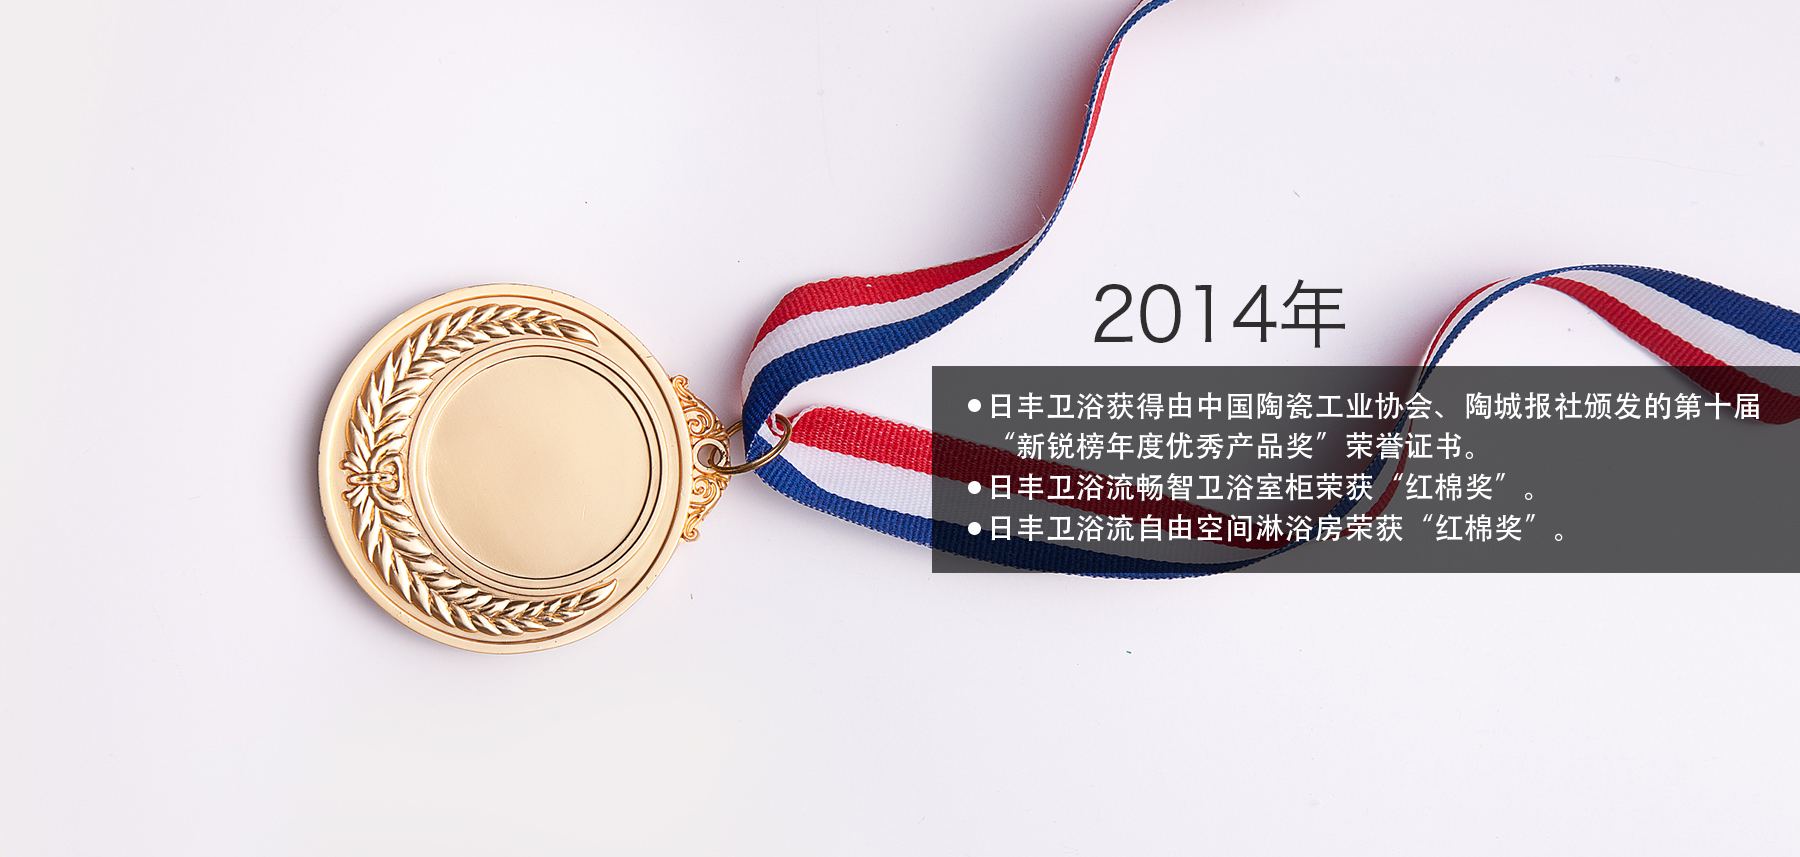 2014年
●日丰卫浴获得由中国陶瓷工业协会、陶城报社颁发的第十届
“新锐榜年度优秀产品奖”荣誉证书。
●日丰卫浴流畅智卫浴室柜荣获“红棉奖”。
●日丰卫浴流自由空间淋浴房荣获“红棉奖”。